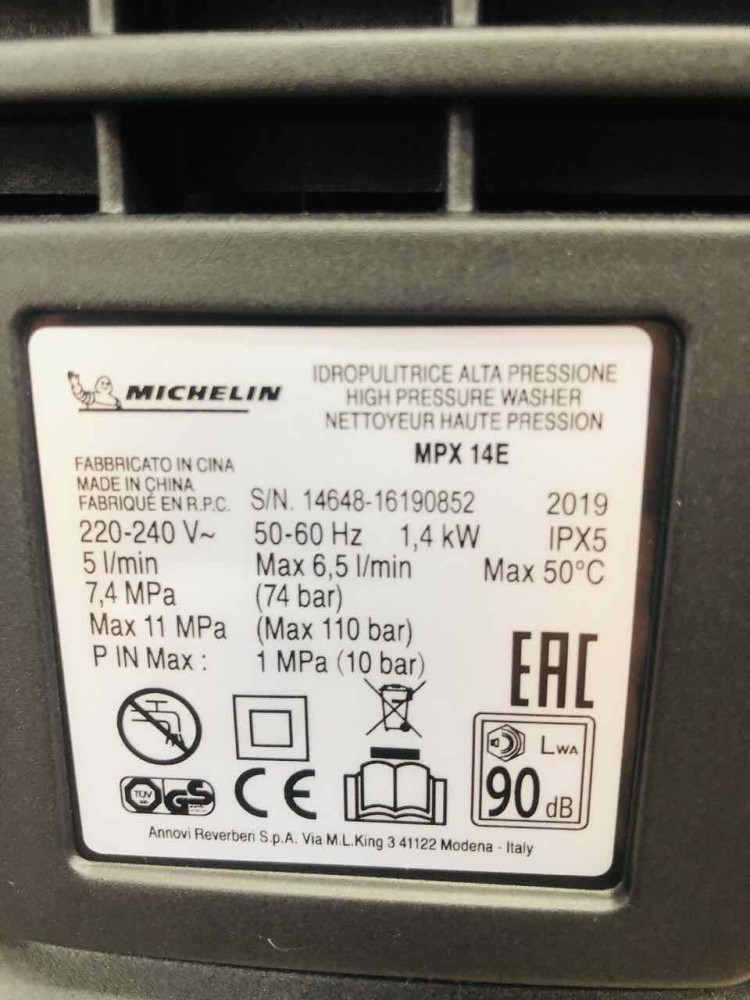 MICHELIN
IDROPULITRICE ALTA PRESSIONE
HIGH PRESSURE WASHER
NETTOYEUR HAUTE PRESSION
MPX 14E
FABBRICATO IN CINA
MADE IN CHINA
FABRIQUÉ EN R.P.C. S/N. 14648-16190852 2019
220-240 V~ 50-60 Hz 1,4 kW IPX5
5 l/min Max 6,5 l/min Max 50°C
7,4 MPa (74 bar)
Max 11 MPa (Max 110 bar)
P IN Max : 1 MPa (10 bar)
EAC
LWA
90 dB
TÜV GS CE
Annovi Reverberi S.p.A. Via M.L.King 3 41122 Modena - Italy